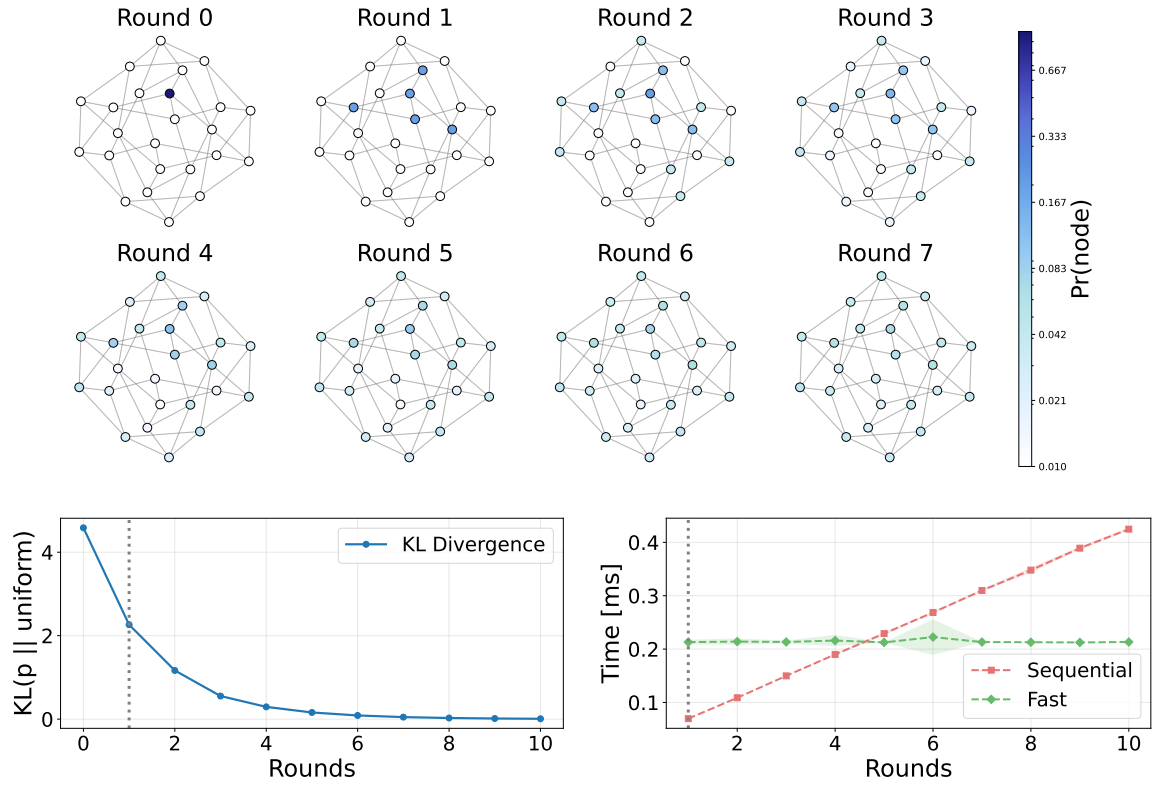 Round 0
Round 1
Round 2
Round 3
Round 4
Round 5
Round 6
Round 7
0.667
0.333
0.167
0.083
0.042
0.021
0.010
Pr(node)
KL(p || uniform)
4
2
0
KL Divergence
0 2 4 6 8 10
Rounds
Time [ms]
0.4
0.3
0.2
0.1
Sequential
Fast
2 4 6 8 10
Rounds